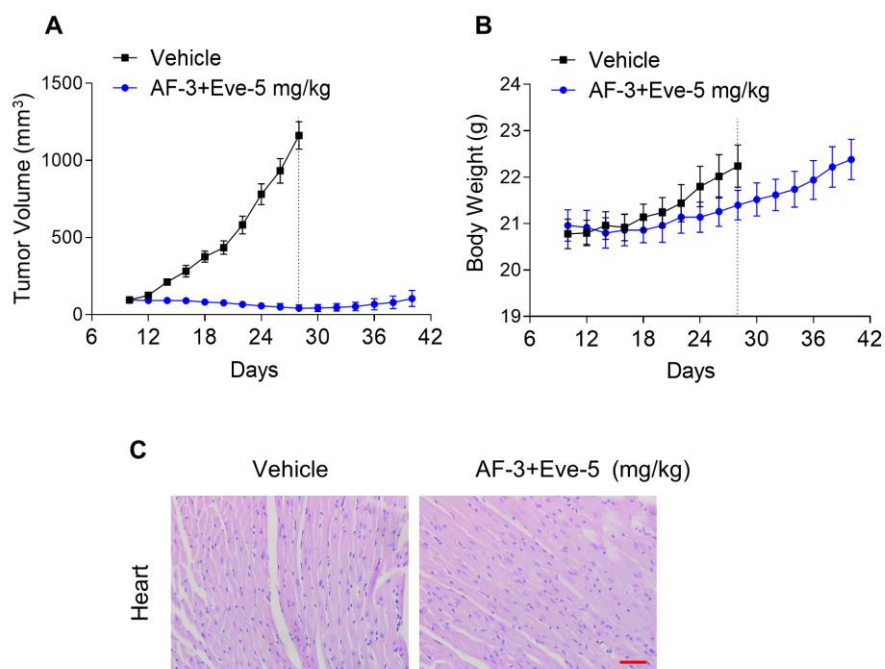 A
Vehicle
AF-3+Eve-5 mg/kg
1500
1000
500
0
Tumor Volume (mm³)
6 12 18 24 30 36 42
Days
B
Vehicle
AF-3+Eve-5 mg/kg
24
23
22
21
20
19
Body Weight (g)
6 12 18 24 30 36 42
Days
C
Vehicle AF-3+Eve-5 (mg/kg)
Heart